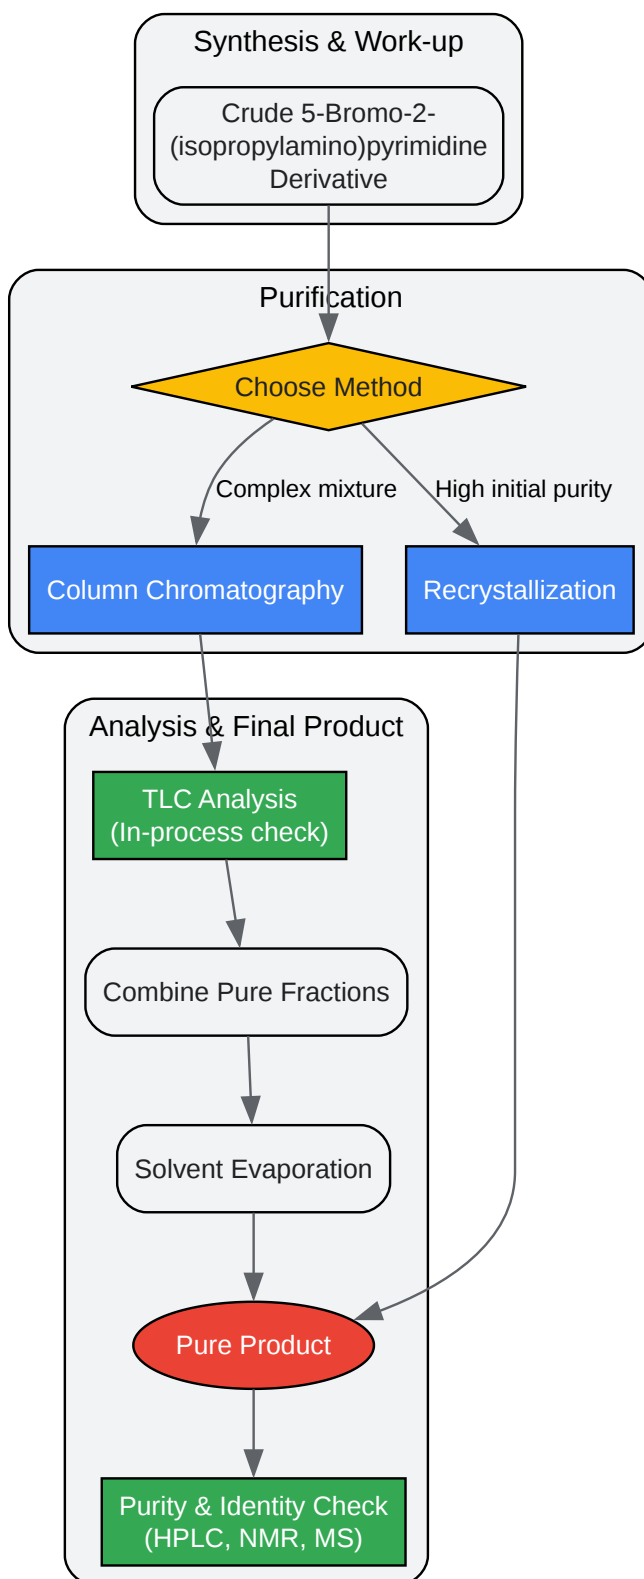 Synthesis & Work-up
Crude 5-Bromo-2-
(isopropylamino)pyrimidine
Derivative
Purification
Choose Method
Complex mixture
High initial purity
Column Chromatography
Recrystallization
Analysis & Final Product
TLC Analysis
(In-process check)
Combine Pure Fractions
Solvent Evaporation
Pure Product
Purity & Identity Check
(HPLC, NMR, MS)